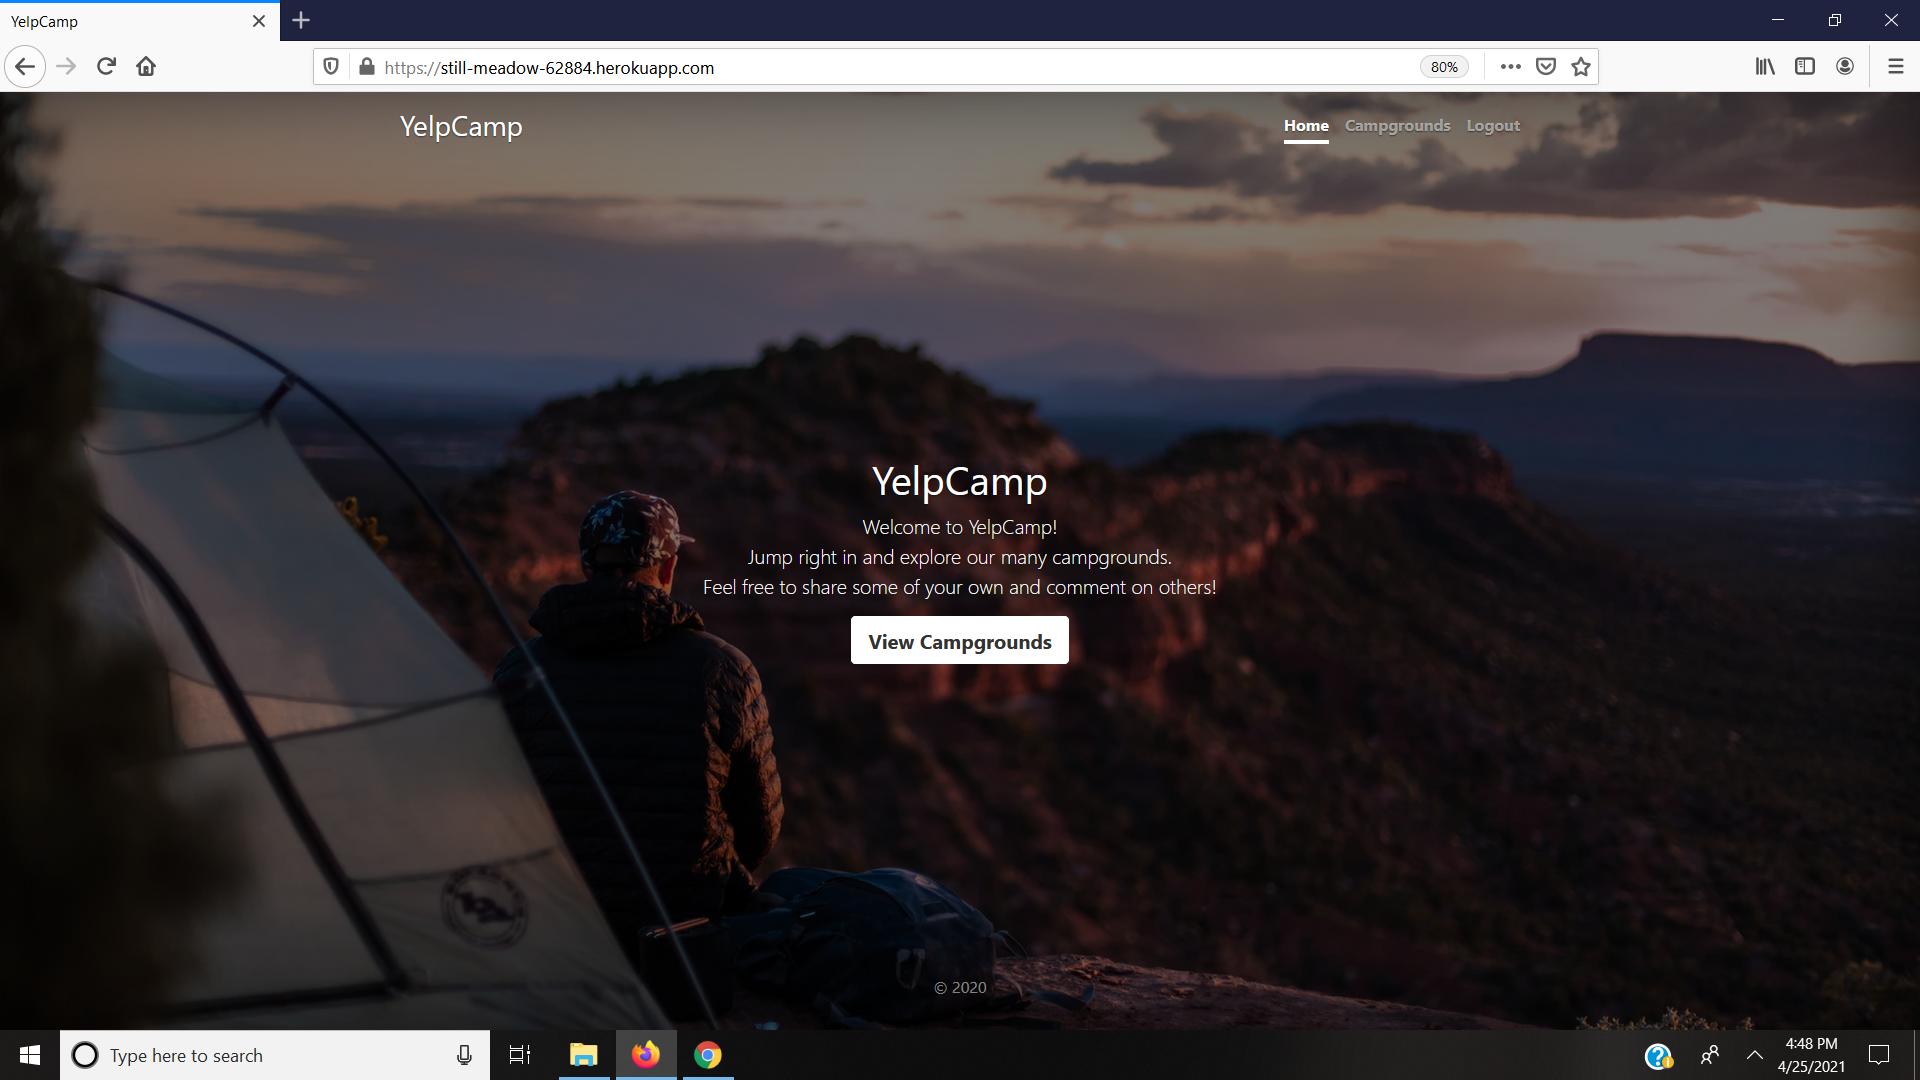 YelpCamp
https://still-meadow-62884.herokuapp.com
80%
YelpCamp
Home Campgrounds Logout
YelpCamp
Welcome to YelpCamp!
Jump right in and explore our many campgrounds.
Feel free to share some of your own and comment on others!
View Campgrounds
© 2020
Type here to search
4:48 PM
4/25/2021